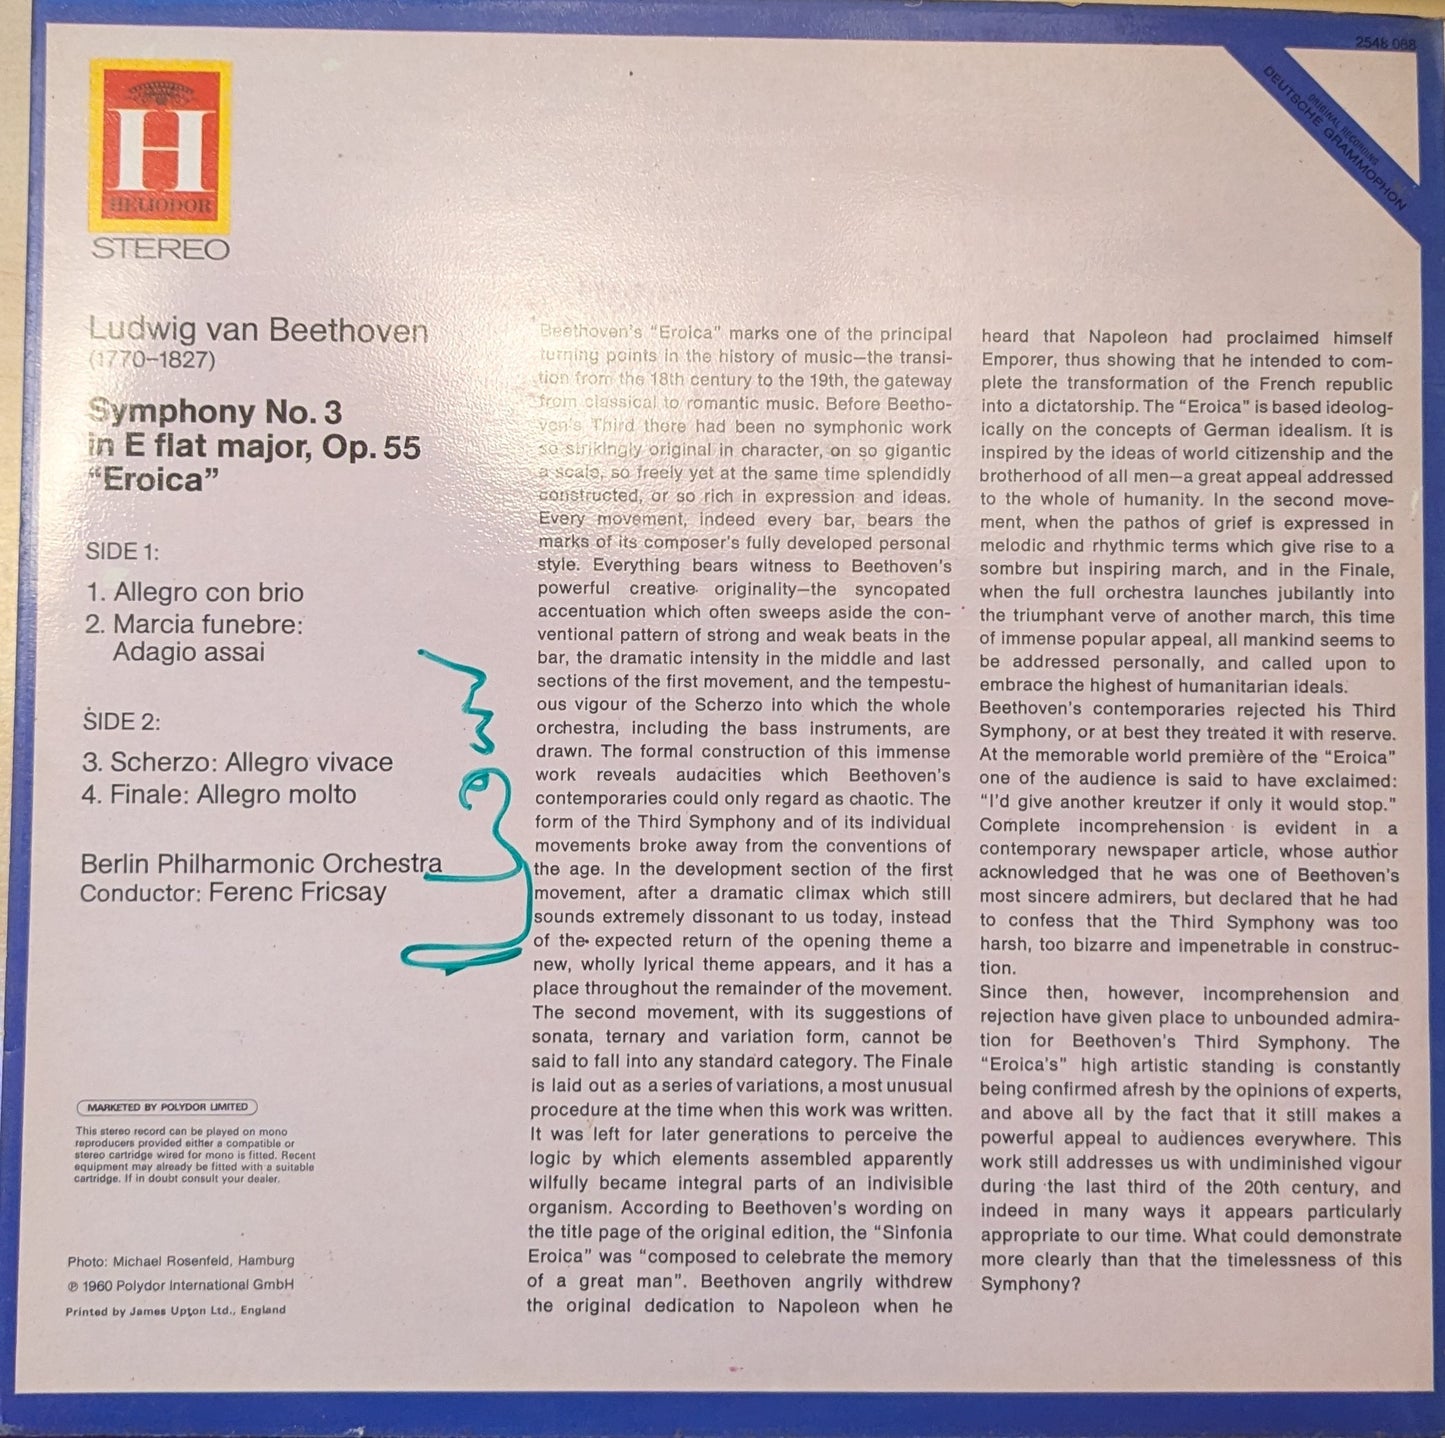 2548 088
ORIGINAL RECORDING
DEUTSCHE GRAMMOPHON
H
HELIODOR
STEREO
Ludwig van Beethoven
(1770–1827)
Symphony No. 3
in E flat major, Op. 55
“Eroica”
SIDE 1:
1. Allegro con brio
2. Marcia funebre:
Adagio assai
SIDE 2:
3. Scherzo: Allegro vivace
4. Finale: Allegro molto
Berlin Philharmonic Orchestra
Conductor: Ferenc Fricsay
MARKETED BY POLYDOR LIMITED
This stereo record can be played on mono
reproducers provided either a compatible or
stereo cartridge wired for mono is fitted. Recent
equipment may already be fitted with a suitable
cartridge. If in doubt consult your dealer.
Photo: Michael Rosenfeld, Hamburg
℗ 1960 Polydor International GmbH
Printed by James Upton Ltd., England
Beethoven's “Eroica” marks one of the principal
turning points in the history of music—the transi-
tion from the 18th century to the 19th, the gateway
from classical to romantic music. Before Beetho-
ven's Third there had been no symphonic work
so strikingly original in character, on so gigantic
a scale, so freely yet at the same time splendidly
constructed, or so rich in expression and ideas.
Every movement, indeed every bar, bears the
marks of its composer's fully developed personal
style. Everything bears witness to Beethoven's
powerful creative originality—the syncopated
accentuation which often sweeps aside the con-
ventional pattern of strong and weak beats in the
bar, the dramatic intensity in the middle and last
sections of the first movement, and the tempestu-
ous vigour of the Scherzo into which the whole
orchestra, including the bass instruments, are
drawn. The formal construction of this immense
work reveals audacities which Beethoven's
contemporaries could only regard as chaotic. The
form of the Third Symphony and of its individual
movements broke away from the conventions of
the age. In the development section of the first
movement, after a dramatic climax which still
sounds extremely dissonant to us today, instead
of the expected return of the opening theme a
new, wholly lyrical theme appears, and it has a
place throughout the remainder of the movement.
The second movement, with its suggestions of
sonata, ternary and variation form, cannot be
said to fall into any standard category. The Finale
is laid out as a series of variations, a most unusual
procedure at the time when this work was written.
It was left for later generations to perceive the
logic by which elements assembled apparently
wilfully became integral parts of an indivisible
organism. According to Beethoven's wording on
the title page of the original edition, the “Sinfonia
Eroica” was “composed to celebrate the memory
of a great man”. Beethoven angrily withdrew
the original dedication to Napoleon when he
heard that Napoleon had proclaimed himself
Emporer, thus showing that he intended to com-
plete the transformation of the French republic
into a dictatorship. The “Eroica” is based ideolog-
ically on the concepts of German idealism. It is
inspired by the ideas of world citizenship and the
brotherhood of all men—a great appeal addressed
to the whole of humanity. In the second move-
ment, when the pathos of grief is expressed in
melodic and rhythmic terms which give rise to a
sombre but inspiring march, and in the Finale,
when the full orchestra launches jubilantly into
the triumphant verve of another march, this time
of immense popular appeal, all mankind seems to
be addressed personally, and called upon to
embrace the highest of humanitarian ideals.
Beethoven's contemporaries rejected his Third
Symphony, or at best they treated it with reserve.
At the memorable world première of the “Eroica”
one of the audience is said to have exclaimed:
“I'd give another kreutzer if only it would stop.”
Complete incomprehension is evident in a
contemporary newspaper article, whose author
acknowledged that he was one of Beethoven's
most sincere admirers, but declared that he had
to confess that the Third Symphony was too
harsh, too bizarre and impenetrable in construc-
tion.
Since then, however, incomprehension and
rejection have given place to unbounded admira-
tion for Beethoven's Third Symphony. The
“Eroica's” high artistic standing is constantly
being confirmed afresh by the opinions of experts,
and above all by the fact that it still makes a
powerful appeal to audiences everywhere. This
work still addresses us with undiminished vigour
during the last third of the 20th century, and
indeed in many ways it appears particularly
appropriate to our time. What could demonstrate
more clearly than that the timelessness of this
Symphony?